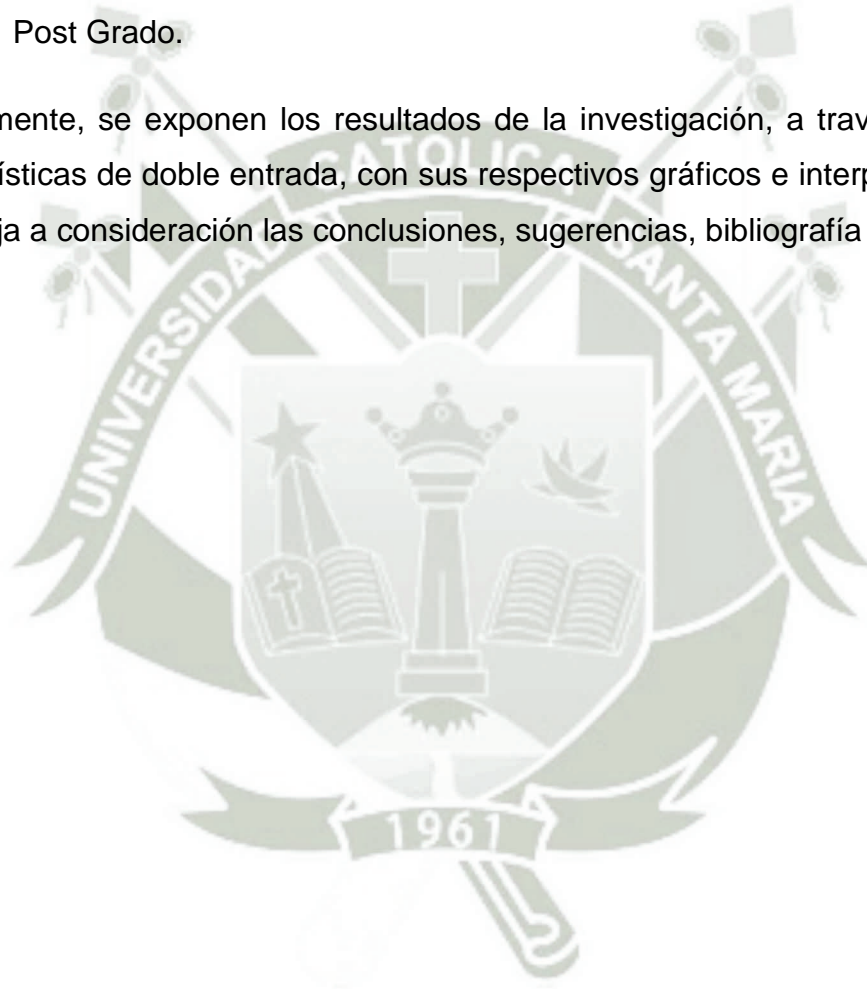 Post Grado.
mente, se exponen los resultados de la investigación, a trav
ísticas de doble entrada, con sus respectivos gráficos e interp
ja a consideración las conclusiones, sugerencias, bibliografía
UNIVERSIDAD CATOLICA SANTA MARIA
1961